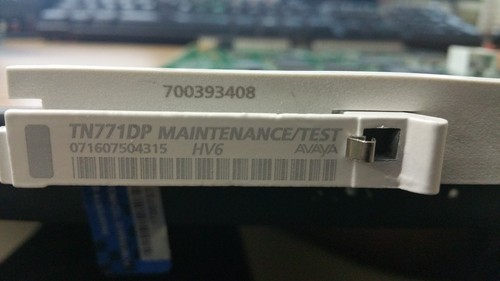 700393408
TN771DP MAINTENANCE/TEST
071607504315 HV6 AVAYA